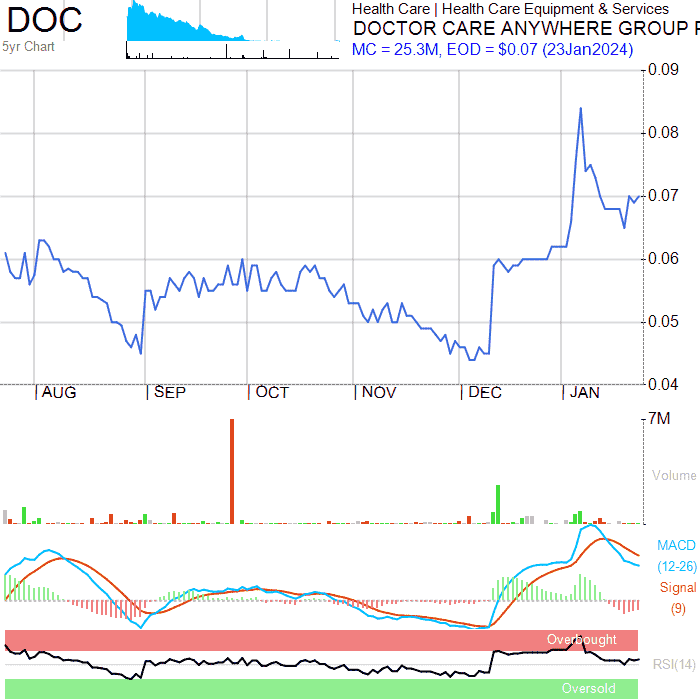 DOC
5yr Chart
Health Care | Health Care Equipment & Services
DOCTOR CARE ANYWHERE GROUP P
MC = 25.3M, EOD = $0.07 (23Jan2024)
0.09
0.08
0.07
0.06
0.05
0.04
AUG SEP OCT NOV DEC JAN
7M
Volume
MACD
(12-26)
Signal
(9)
Overbought
RSI(14)
Oversold